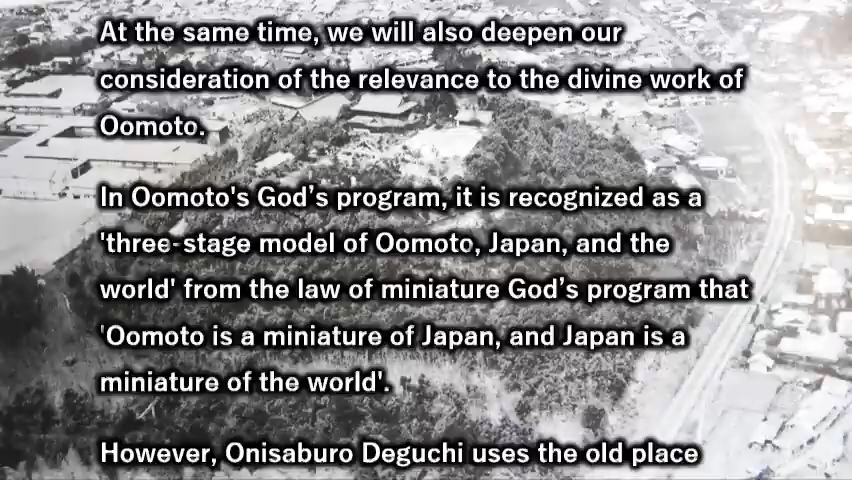 At the same time, we will also deepen our
consideration of the relevance to the divine work of
Oomoto.
In Oomoto's God’s program, it is recognized as a
'three-stage model of Oomoto, Japan, and the
world' from the law of miniature God’s program that
'Oomoto is a miniature of Japan, and Japan is a
miniature of the world'.
However, Onisaburo Deguchi uses the old place